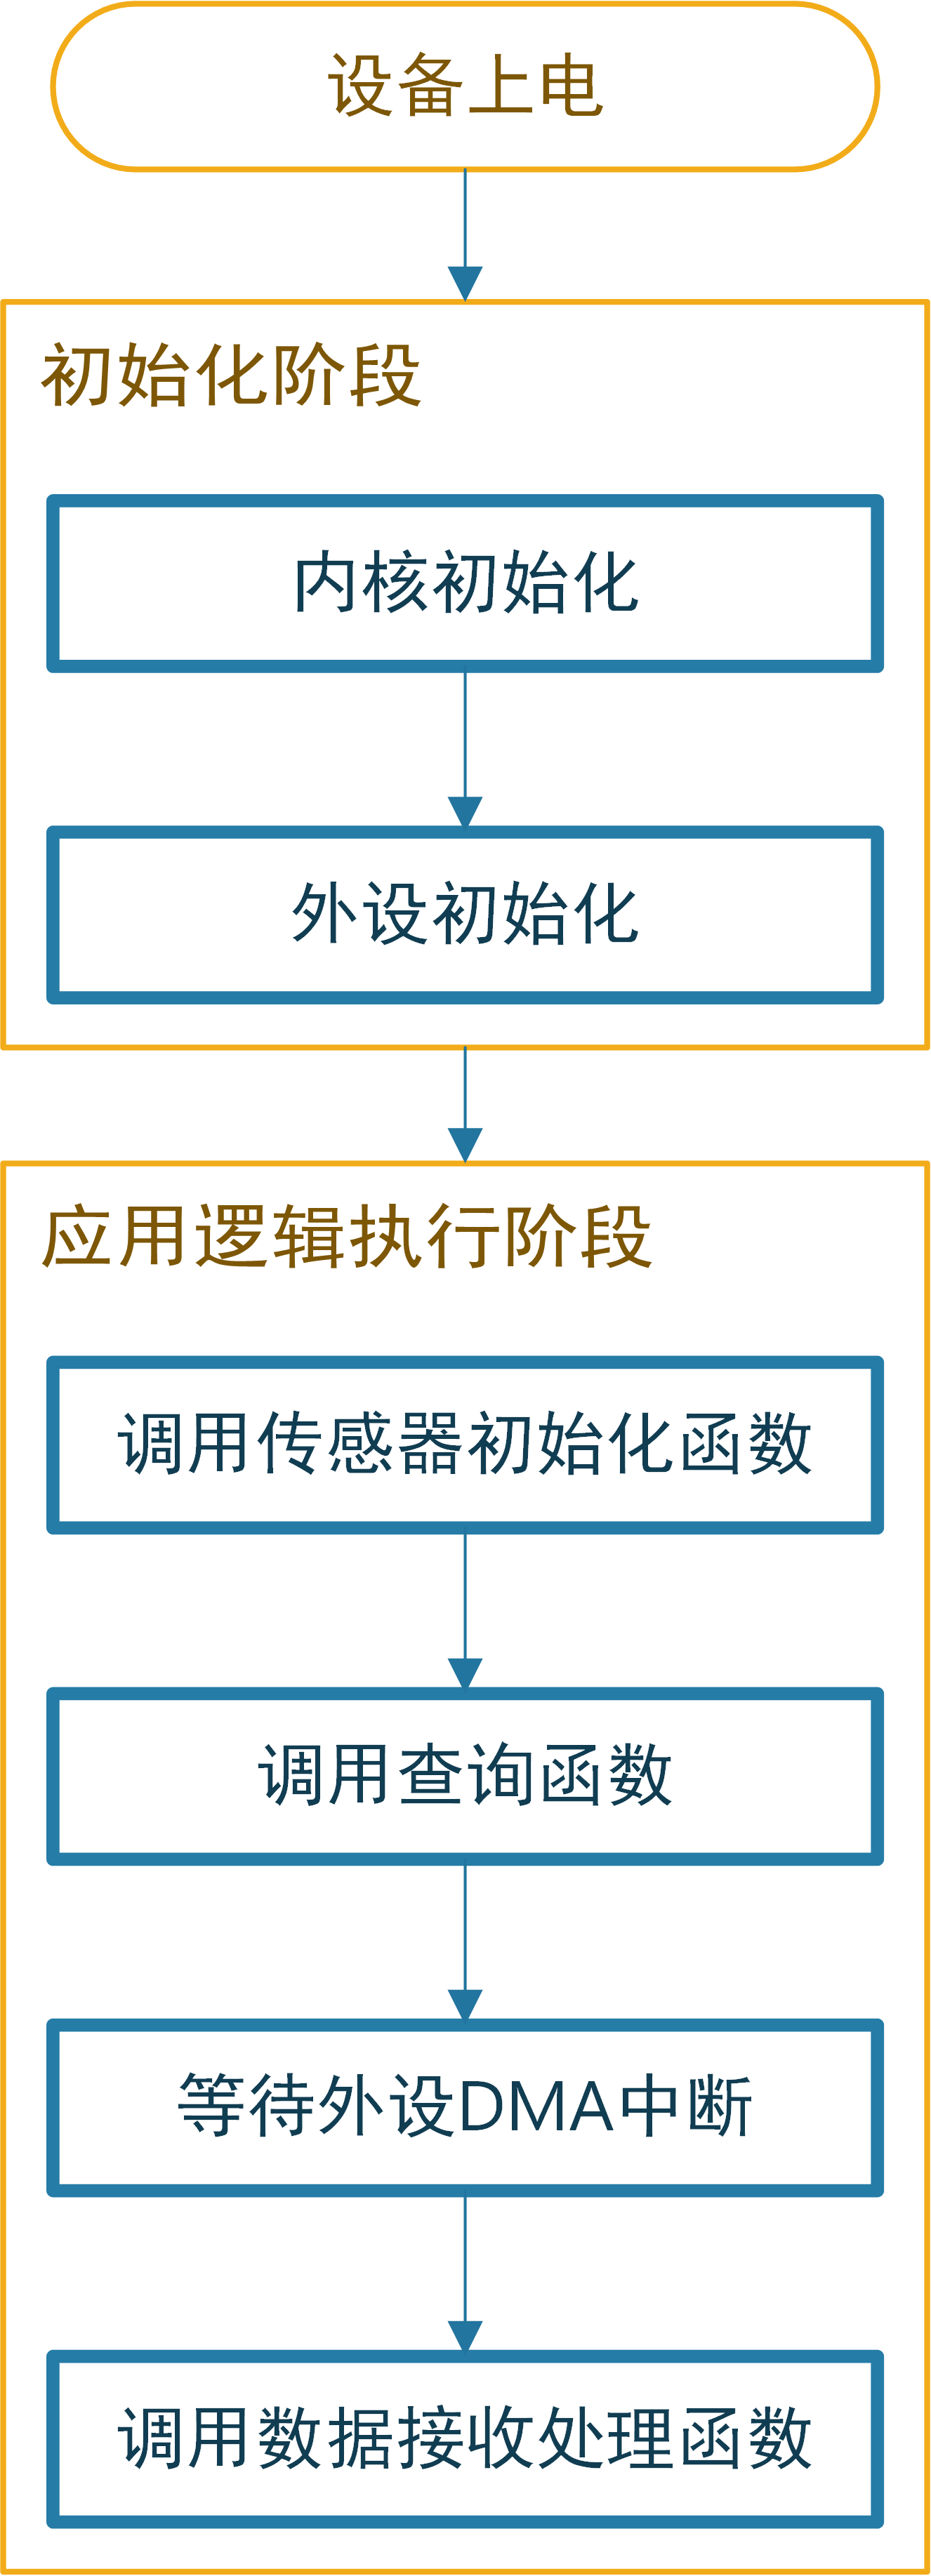 设备上电
初始化阶段
内核初始化
外设初始化
应用逻辑执行阶段
调用传感器初始化函数
调用查询函数
等待外设DMA中断
调用数据接收处理函数